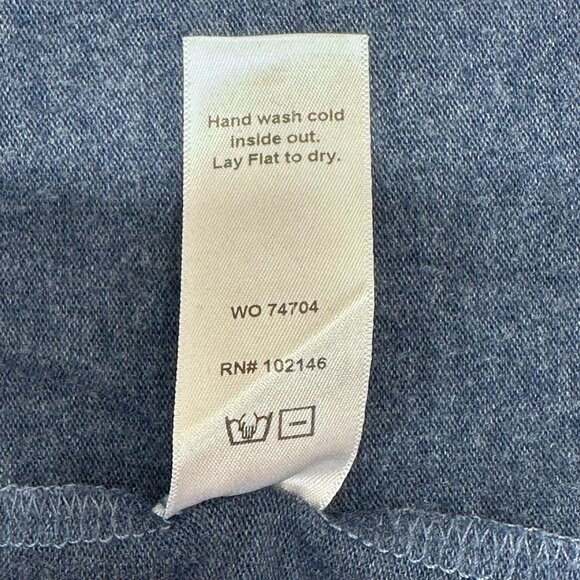 Hand wash cold
inside out.
Lay Flat to dry.
WO 74704
RN# 102146